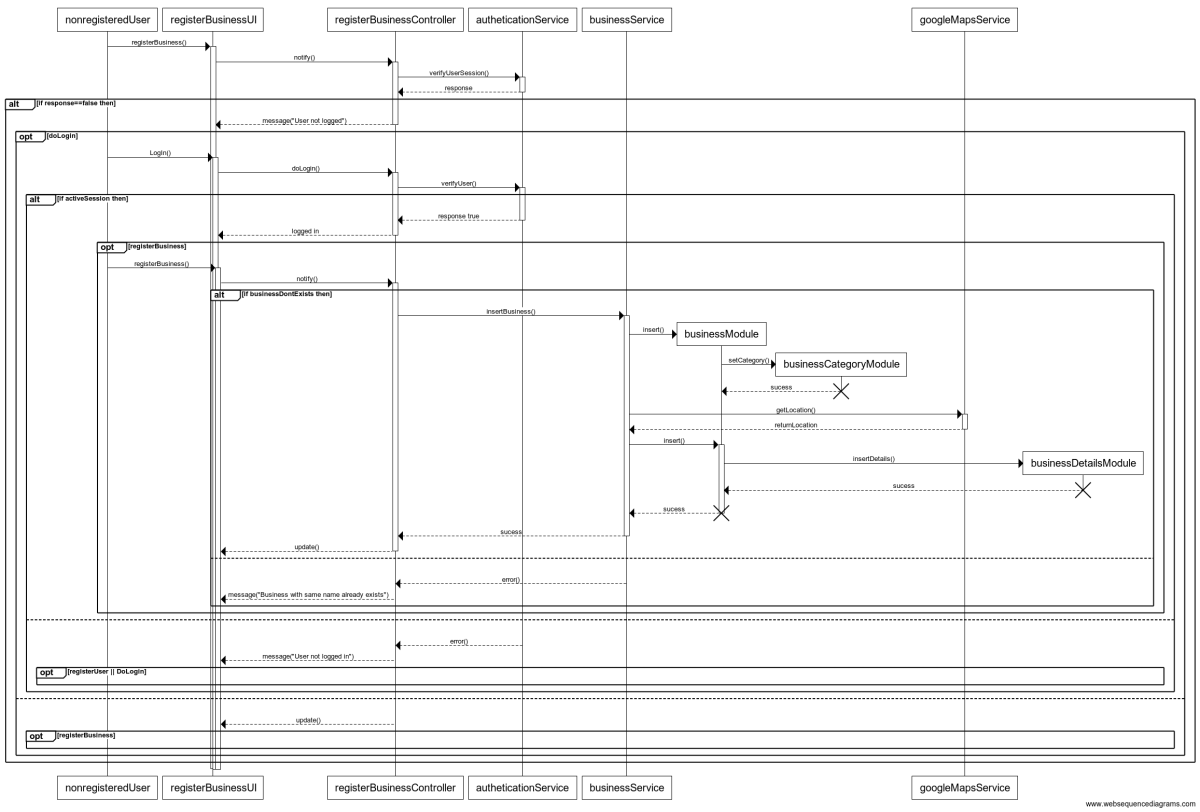 nonregisteredUser
registerBusinessUI
registerBusinessController
autheticationService
businessService
googleMapsService
registerBusiness()
notify()
verifyUserSession()
response
alt [if response==false then]
message("User not logged")
opt [doLogin]
Login()
doLogin()
verifyUser()
alt [if activeSession then]
response true
logged in
opt [registerBusiness]
registerBusiness()
notify()
alt [if businessDontExists then]
insertBusiness()
insert()
businessModule
setCategory()
businessCategoryModule
sucess
getLocation()
returnLocation
insert()
insertDetails()
businessDetailsModule
sucess
sucess
sucess
update()
error()
message("Business with same name already exists")
error()
message("User not logged in")
opt [registerUser || DoLogin]
update()
opt [registerBusiness]
nonregisteredUser
registerBusinessUI
registerBusinessController
autheticationService
businessService
googleMapsService
www.websequencediagrams.com